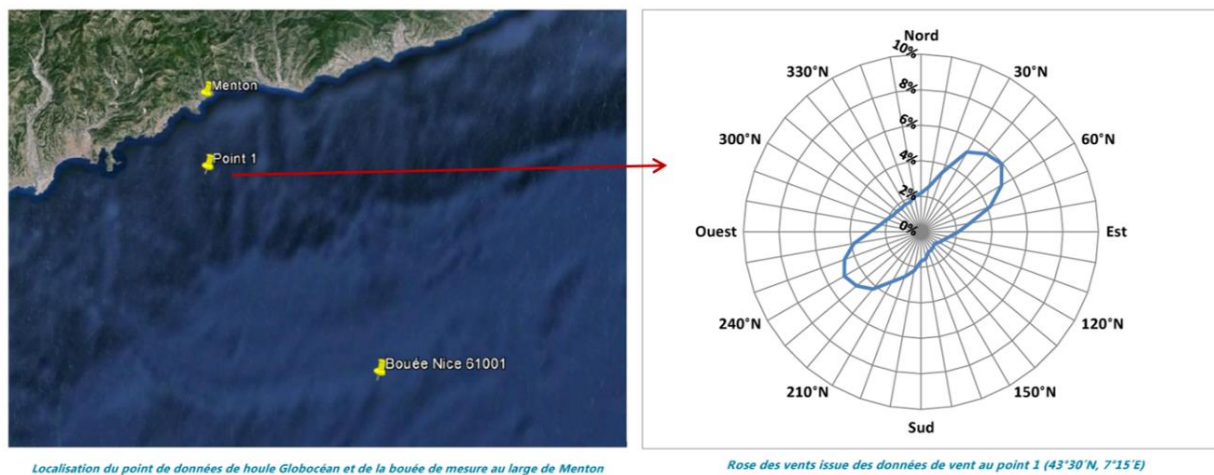 Menton
Point 1
Bouée Nice 61001
Localisation du point de données de houle Globocéan et de la bouée de mesure au large de Menton
Nord
10%
330°N
30°N
8%
300°N
6%
60°N
4%
2%
Ouest
0%
Est
240°N
120°N
210°N
150°N
Sud
Rose des vents issue des données de vent au point 1 (43°30'N, 7°15'E)